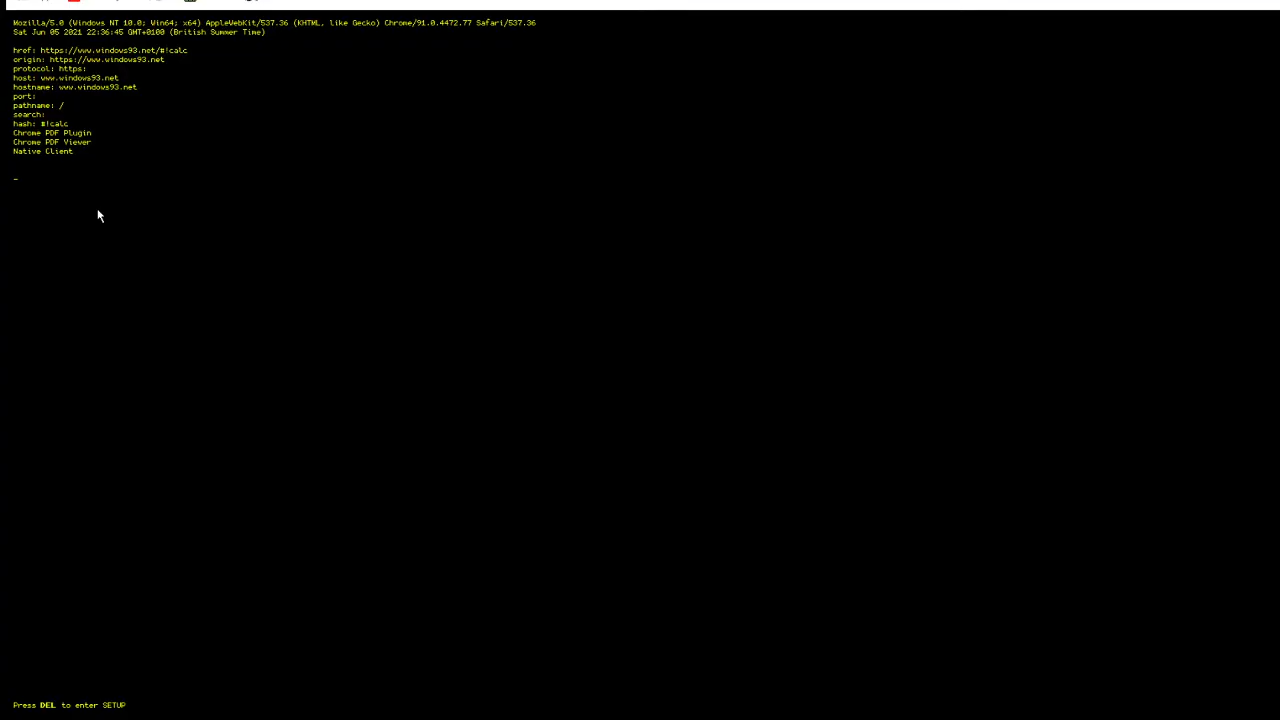 Mozilla/5.0 (Windows NT 10.0; Win64; x64) AppleWebKit/537.36 (KHTML, like Gecko) Chrome/91.0.4472.77 Safari/537.36
Sat Jun 05 2021 22:36:45 GMT+0100 (British Summer Time)
href: https://www.windows93.net/#!calc
origin: https://www.windows93.net
protocol: https:
host: www.windows93.net
hostname: www.windows93.net
port:
pathname: /
search:
hash: #!calc
Chrome PDF Plugin
Chrome PDF Viewer
Native Client
_
Press DEL to enter SETUP